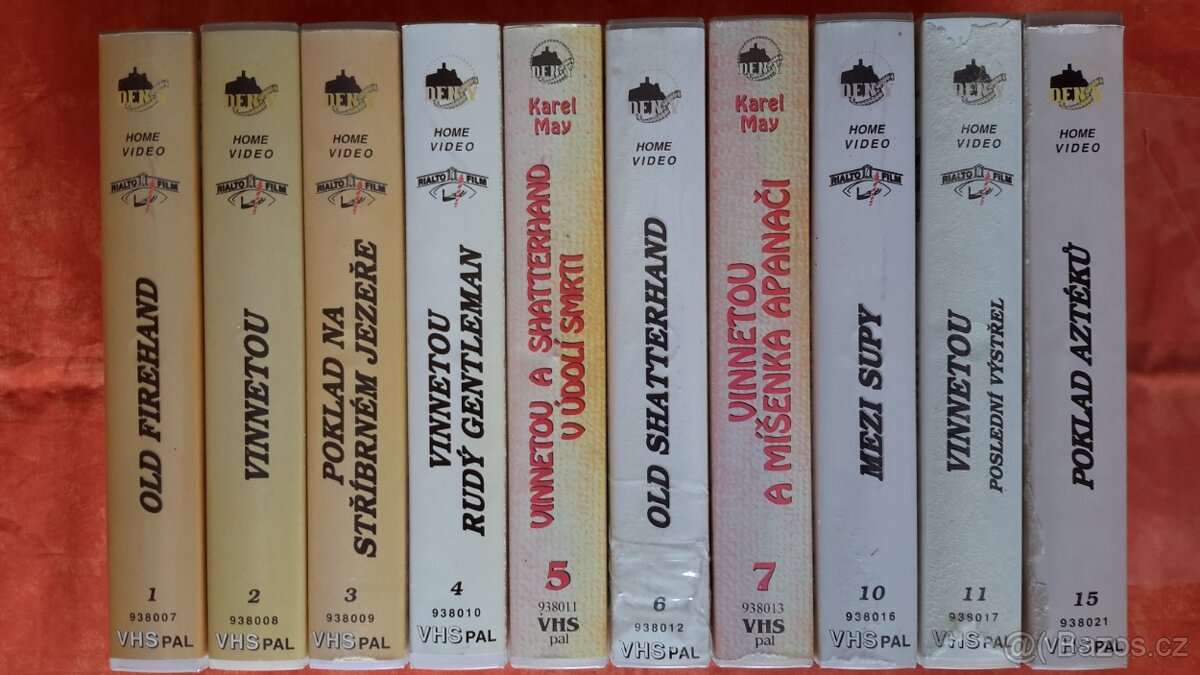 DEN Y
HOME
VIDEO
RIALTO FILM
OLD FIREHAND
1
938007
VHS PAL
DEN Y
HOME
VIDEO
RIALTO FILM
VINNETOU
2
938008
VHS PAL
DEN Y
HOME
VIDEO
RIALTO FILM
POKLAD NA
STŘÍBRNÉM JEZEŘE
3
938009
VHS PAL
DEN Y
HOME
VIDEO
RIALTO FILM
VINNETOU
RUDÝ GENTLEMAN
4
938010
VHS PAL
DEN Y
Karel
May
VINNETOU A SHATTERHAND
V ÚDOLÍ SMRTI
5
938011
VHS
pal
DEN Y
HOME
VIDEO
OLD SHATTERHAND
6
938012
VHS PAL
DEN Y
Karel
May
VINNETOU
A MÍŠENKA APANAČI
7
938013
VHS
pal
DEN Y
HOME
VIDEO
RIALTO FILM
MEZI SUPY
10
938016
VHS PAL
DEN Y
HOME
VIDEO
RIALTO FILM
VINNETOU
POSLEDNÍ VÝSTŘEL
11
938017
VHS PAL
DEN Y
HOME
VIDEO
POKLAD AZTÉKŮ
15
938021
VHS PAL
Bazos.cz